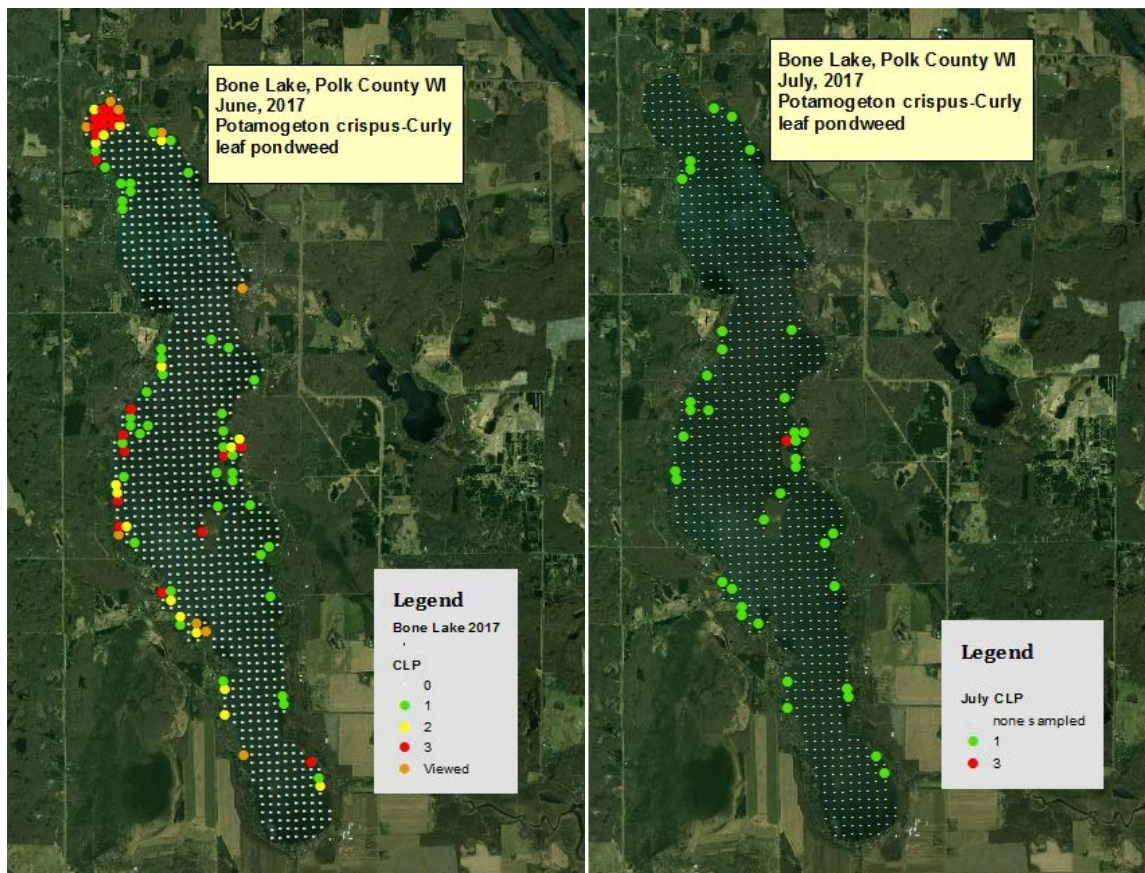 Bone Lake, Polk County WI
June, 2017
Potamogeton crispus-Curly
leaf pondweed
Legend
Bone Lake 2017
CLP
0
1
2
3
Viewed
Bone Lake, Polk County WI
July, 2017
Potamogeton crispus-Curly
leaf pondweed
Legend
July CLP
none sampled
1
3